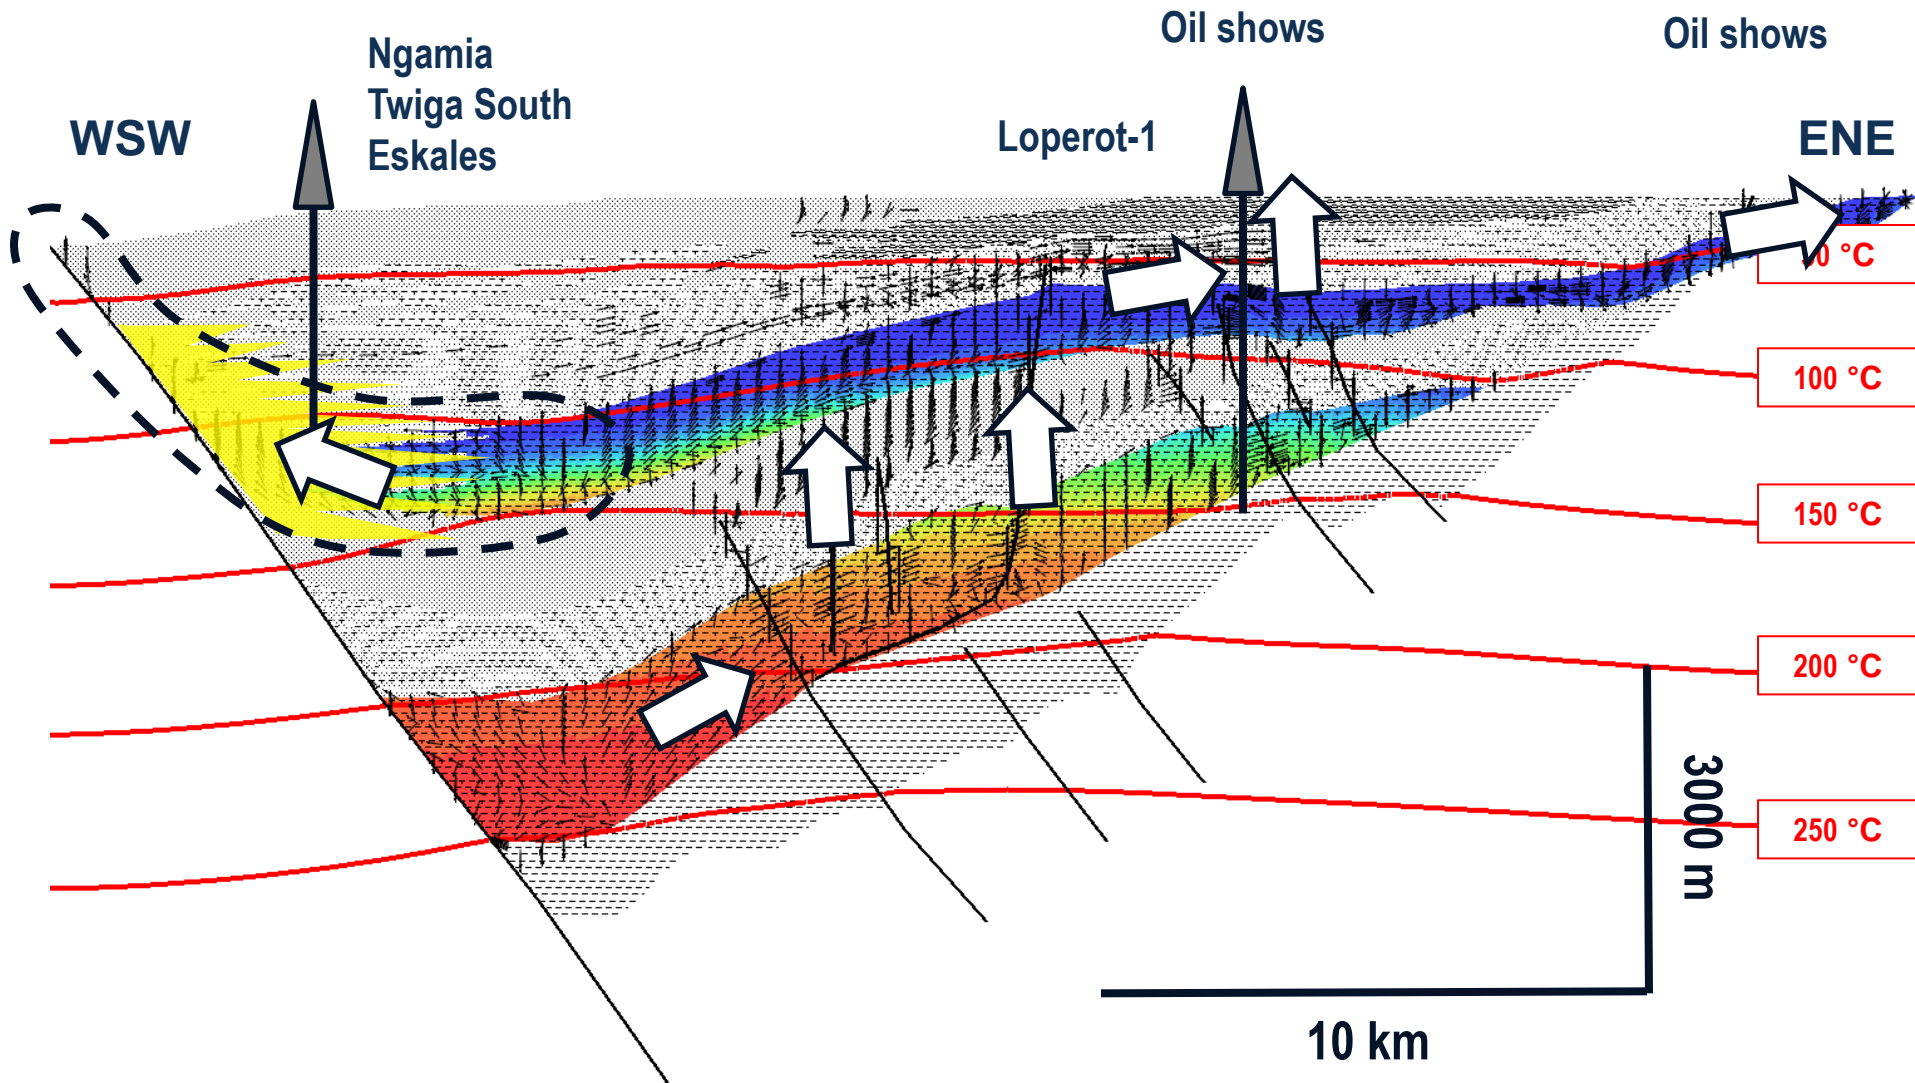 Oil shows
Oil shows
Ngamia
Twiga South
Eskales
WSW
Loperot-1
ENE
0 °C
100 °C
150 °C
200 °C
250 °C
3000 m
10 km